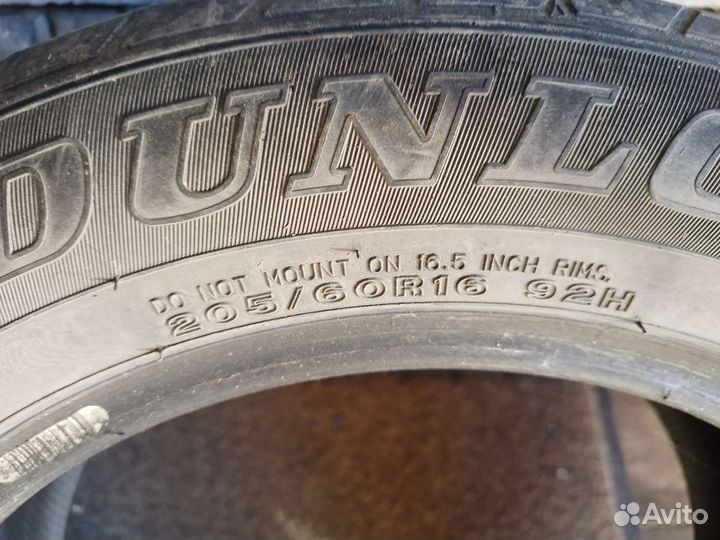 DUNLO
DO NOT MOUNT ON 16.5 INCH RIMS.
205/60R16 92H
Avito